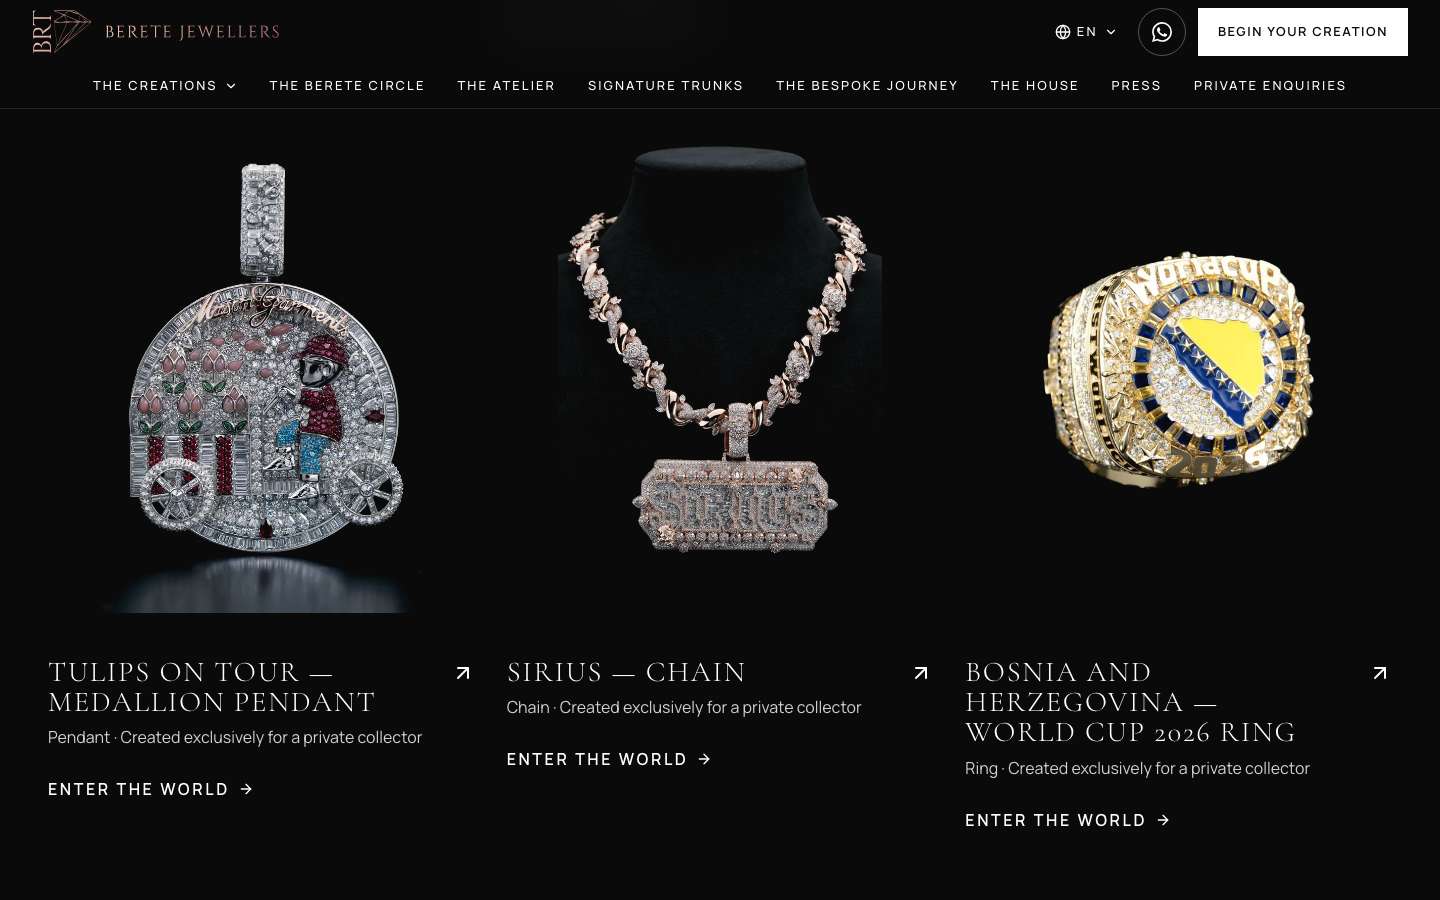 BRT BERETE JEWELLERS
EN
BEGIN YOUR CREATION
THE CREATIONS THE BERETE CIRCLE THE ATELIER SIGNATURE TRUNKS THE BESPOKE JOURNEY THE HOUSE PRESS PRIVATE ENQUIRIES
SIRIUS
WorldCup
2026
TULIPS ON TOUR —
MEDALLION PENDANT
Pendant · Created exclusively for a private collector
ENTER THE WORLD →
SIRIUS — CHAIN
Chain · Created exclusively for a private collector
ENTER THE WORLD →
BOSNIA AND
HERZEGOVINA —
WORLD CUP 2026 RING
Ring · Created exclusively for a private collector
ENTER THE WORLD →